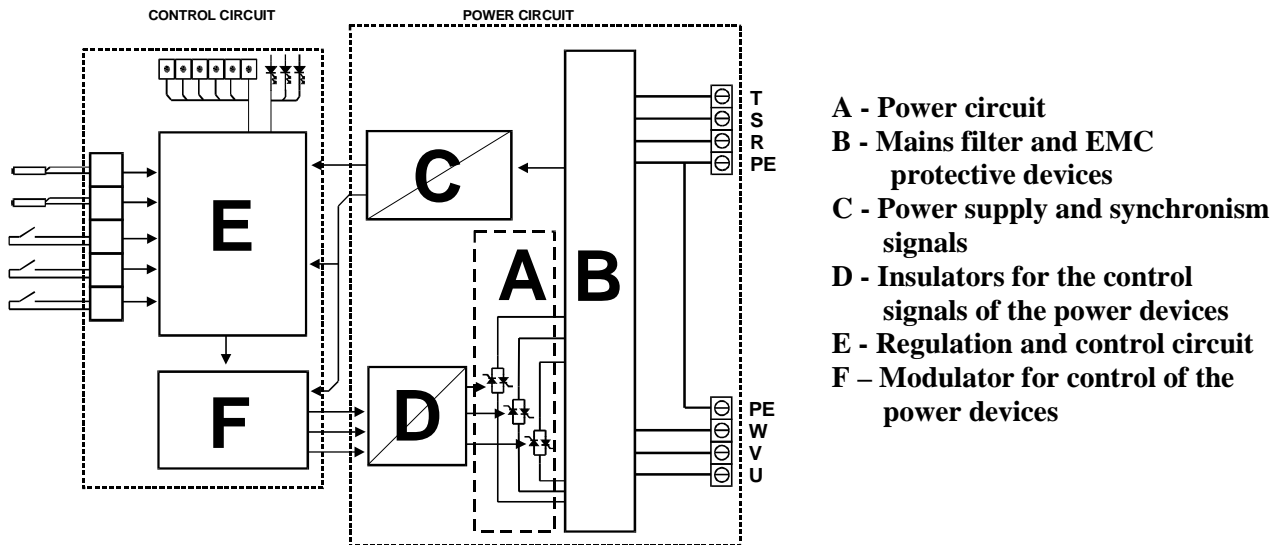 CONTROL CIRCUIT
POWER CIRCUIT
T
S
R
PE
C
E
A
B
D
F
PE
W
V
U
A - Power circuit
B - Mains filter and EMC
protective devices
C - Power supply and synchronism
signals
D - Insulators for the control
signals of the power devices
E - Regulation and control circuit
F – Modulator for control of the
power devices